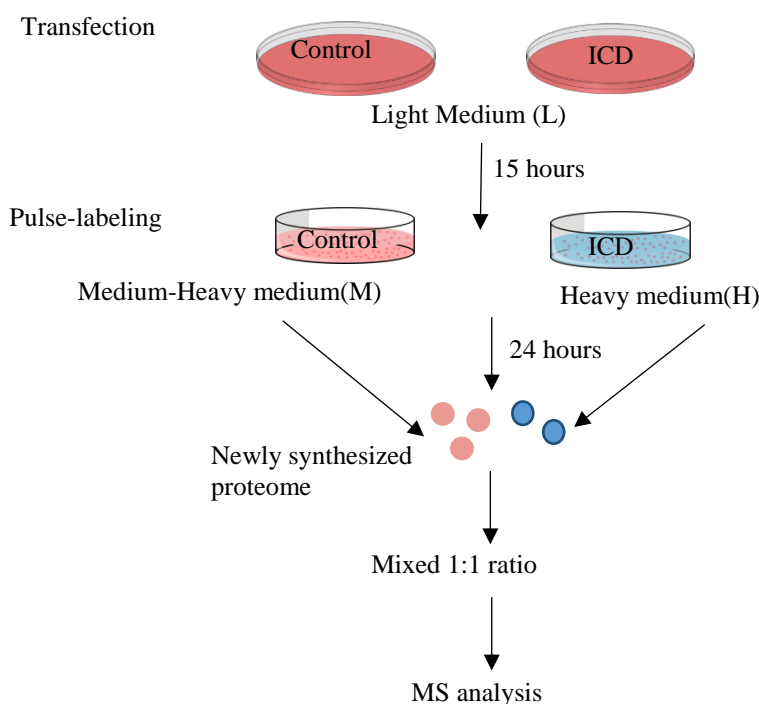 Transfection
Control
ICD
Light Medium (L)
15 hours
Pulse-labeling
Control
ICD
Medium-Heavy medium(M)
Heavy medium(H)
24 hours
Newly synthesized
proteome
Mixed 1:1 ratio
MS analysis